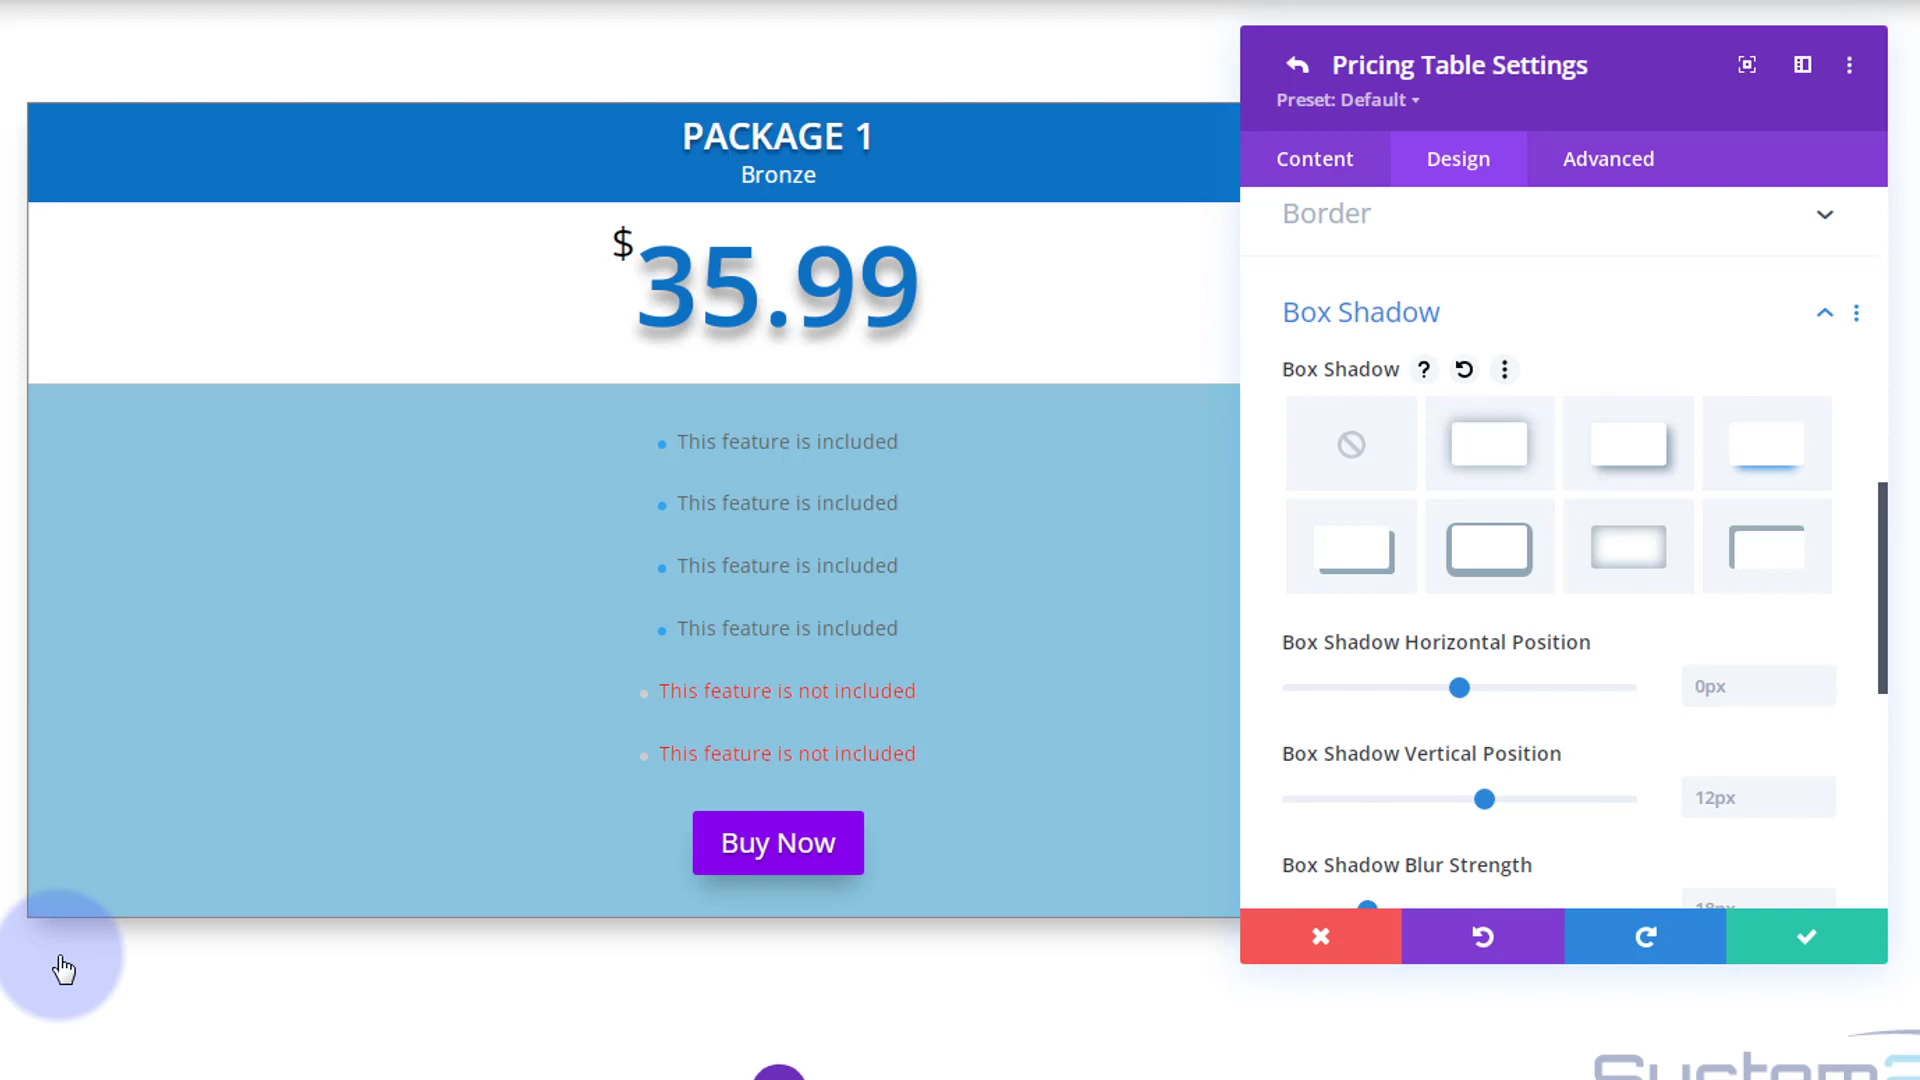 PACKAGE 1
Bronze
$
35.99
This feature is included
This feature is included
This feature is included
This feature is included
This feature is not included
This feature is not included
Buy Now
Pricing Table Settings
Preset: Default
Content Design Advanced
Border
Box Shadow
Box Shadow ?
Box Shadow Horizontal Position
0px
Box Shadow Vertical Position
12px
Box Shadow Blur Strength
18px